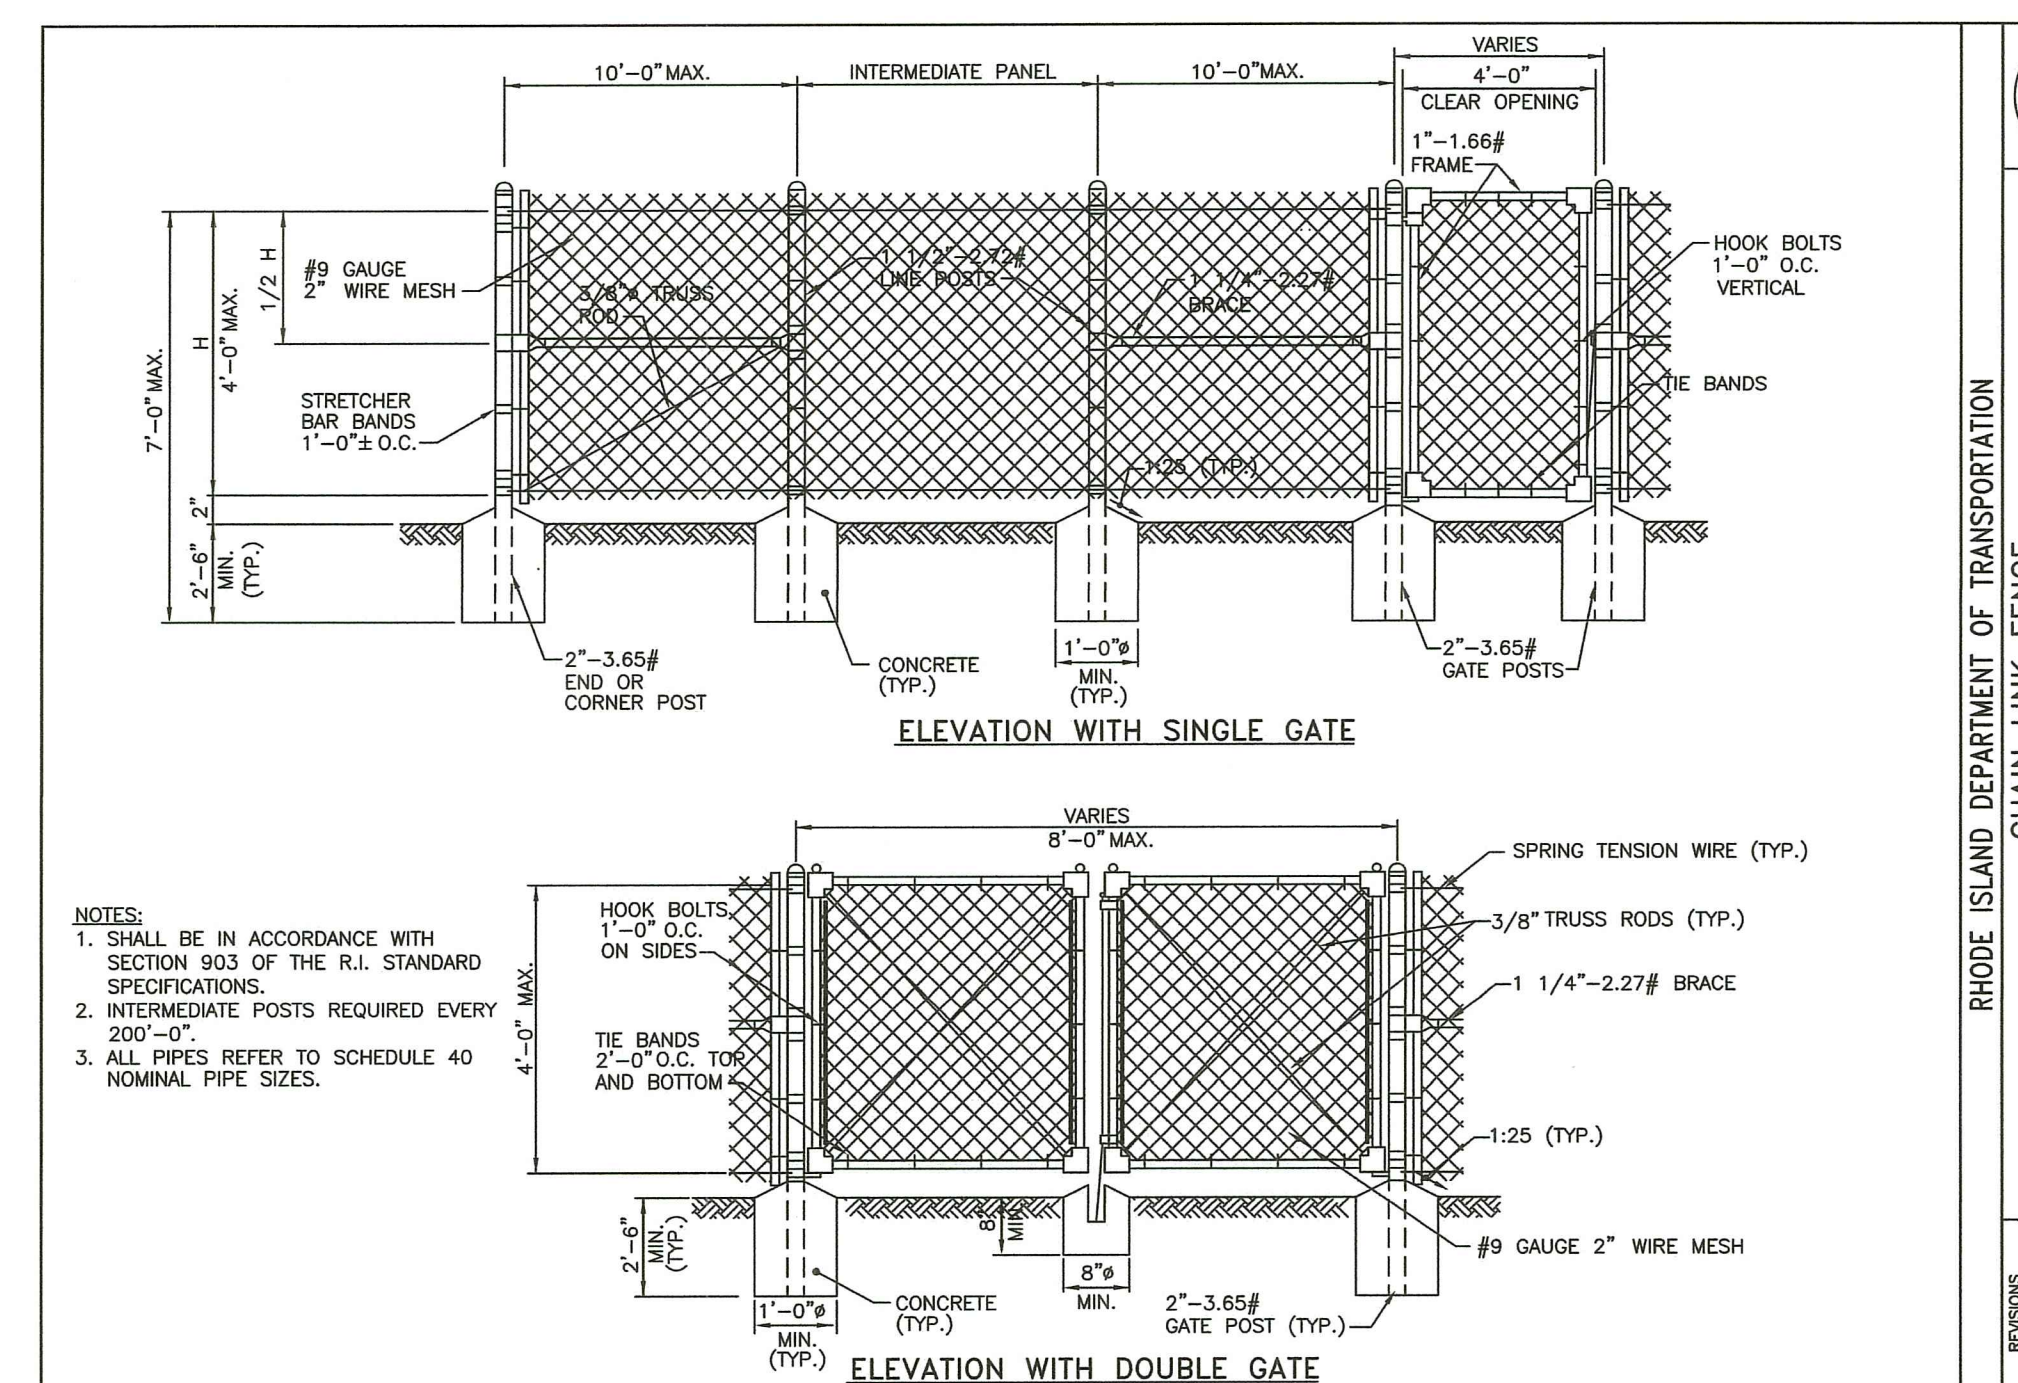 VARIES
10'-0" MAX.
INTERMEDIATE PANEL
10'-0"MAX.
4'-0"
CLEAR OPENING
1"-1.66#
FRAME
HOOK BOLTS
1'-0" O.C.
VERTICAL
#9 GAUGE
2" WIRE MESH
3/8"ø TRUSS
ROD
1 1/2"-2.72#
LINE POSTS
1 1/4"-2.27#
BRACE
1/2 H
H
4'-0" MAX.
7'-0" MAX.
STRETCHER
BAR BANDS
1'-0"± O.C.
TIE BANDS
1:25 (TYP.)
2"
2'-6"
MIN.
(TYP.)
2"-3.65#
END OR
CORNER POST
CONCRETE
(TYP.)
1'-0"ø
MIN.
(TYP.)
2"-3.65#
GATE POSTS
ELEVATION WITH SINGLE GATE
VARIES
8'-0" MAX.
SPRING TENSION WIRE (TYP.)
3/8" TRUSS RODS (TYP.)
1 1/4"-2.27# BRACE
1:25 (TYP.)
#9 GAUGE 2" WIRE MESH
HOOK BOLTS
1'-0" O.C.
ON SIDES
4'-0" MAX.
TIE BANDS
2'-0" O.C. TOP
AND BOTTOM
2'-6"
MIN.
(TYP.)
8"
MIN.
8"ø
MIN.
1'-0"ø
MIN.
(TYP.)
CONCRETE
(TYP.)
2"-3.65#
GATE POST (TYP.)
ELEVATION WITH DOUBLE GATE
NOTES:
1. SHALL BE IN ACCORDANCE WITH
SECTION 903 OF THE R.I. STANDARD
SPECIFICATIONS.
2. INTERMEDIATE POSTS REQUIRED EVERY
200'-0".
3. ALL PIPES REFER TO SCHEDULE 40
NOMINAL PIPE SIZES.
RHODE ISLAND DEPARTMENT OF TRANSPORTATION
CHAIN LINK FENCE
REVISIONS